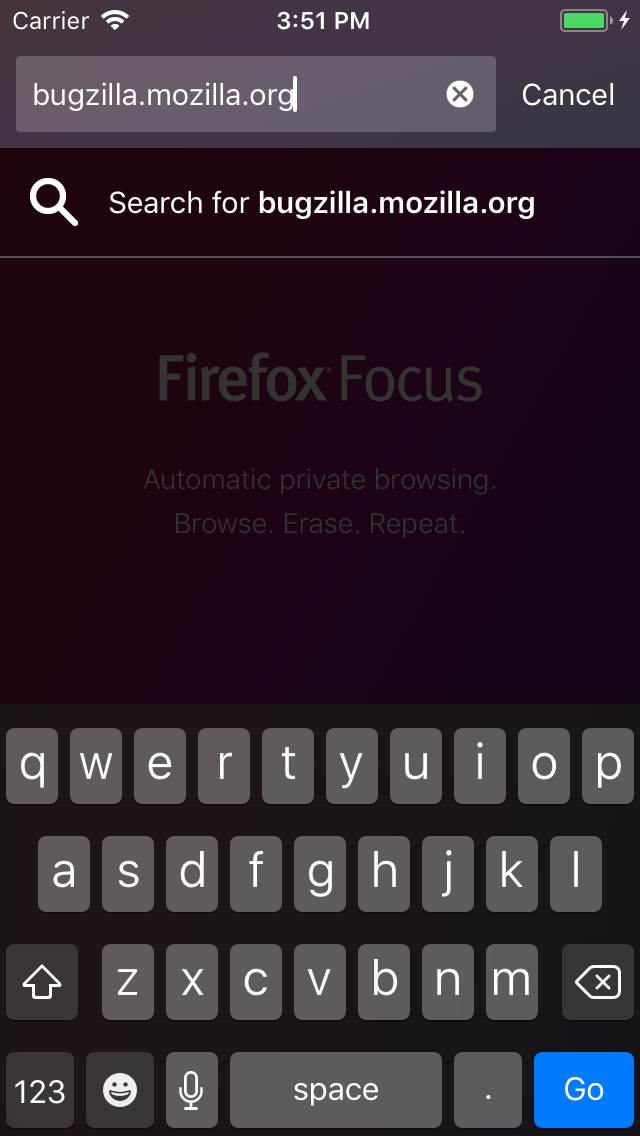 Carrier 3:51 PM
bugzilla.mozilla.org Cancel
Search for bugzilla.mozilla.org
Firefox Focus
Automatic private browsing.
Browse. Erase. Repeat.
q w e r t y u i o p
a s d f g h j k l
z x c v b n m
123 space . Go